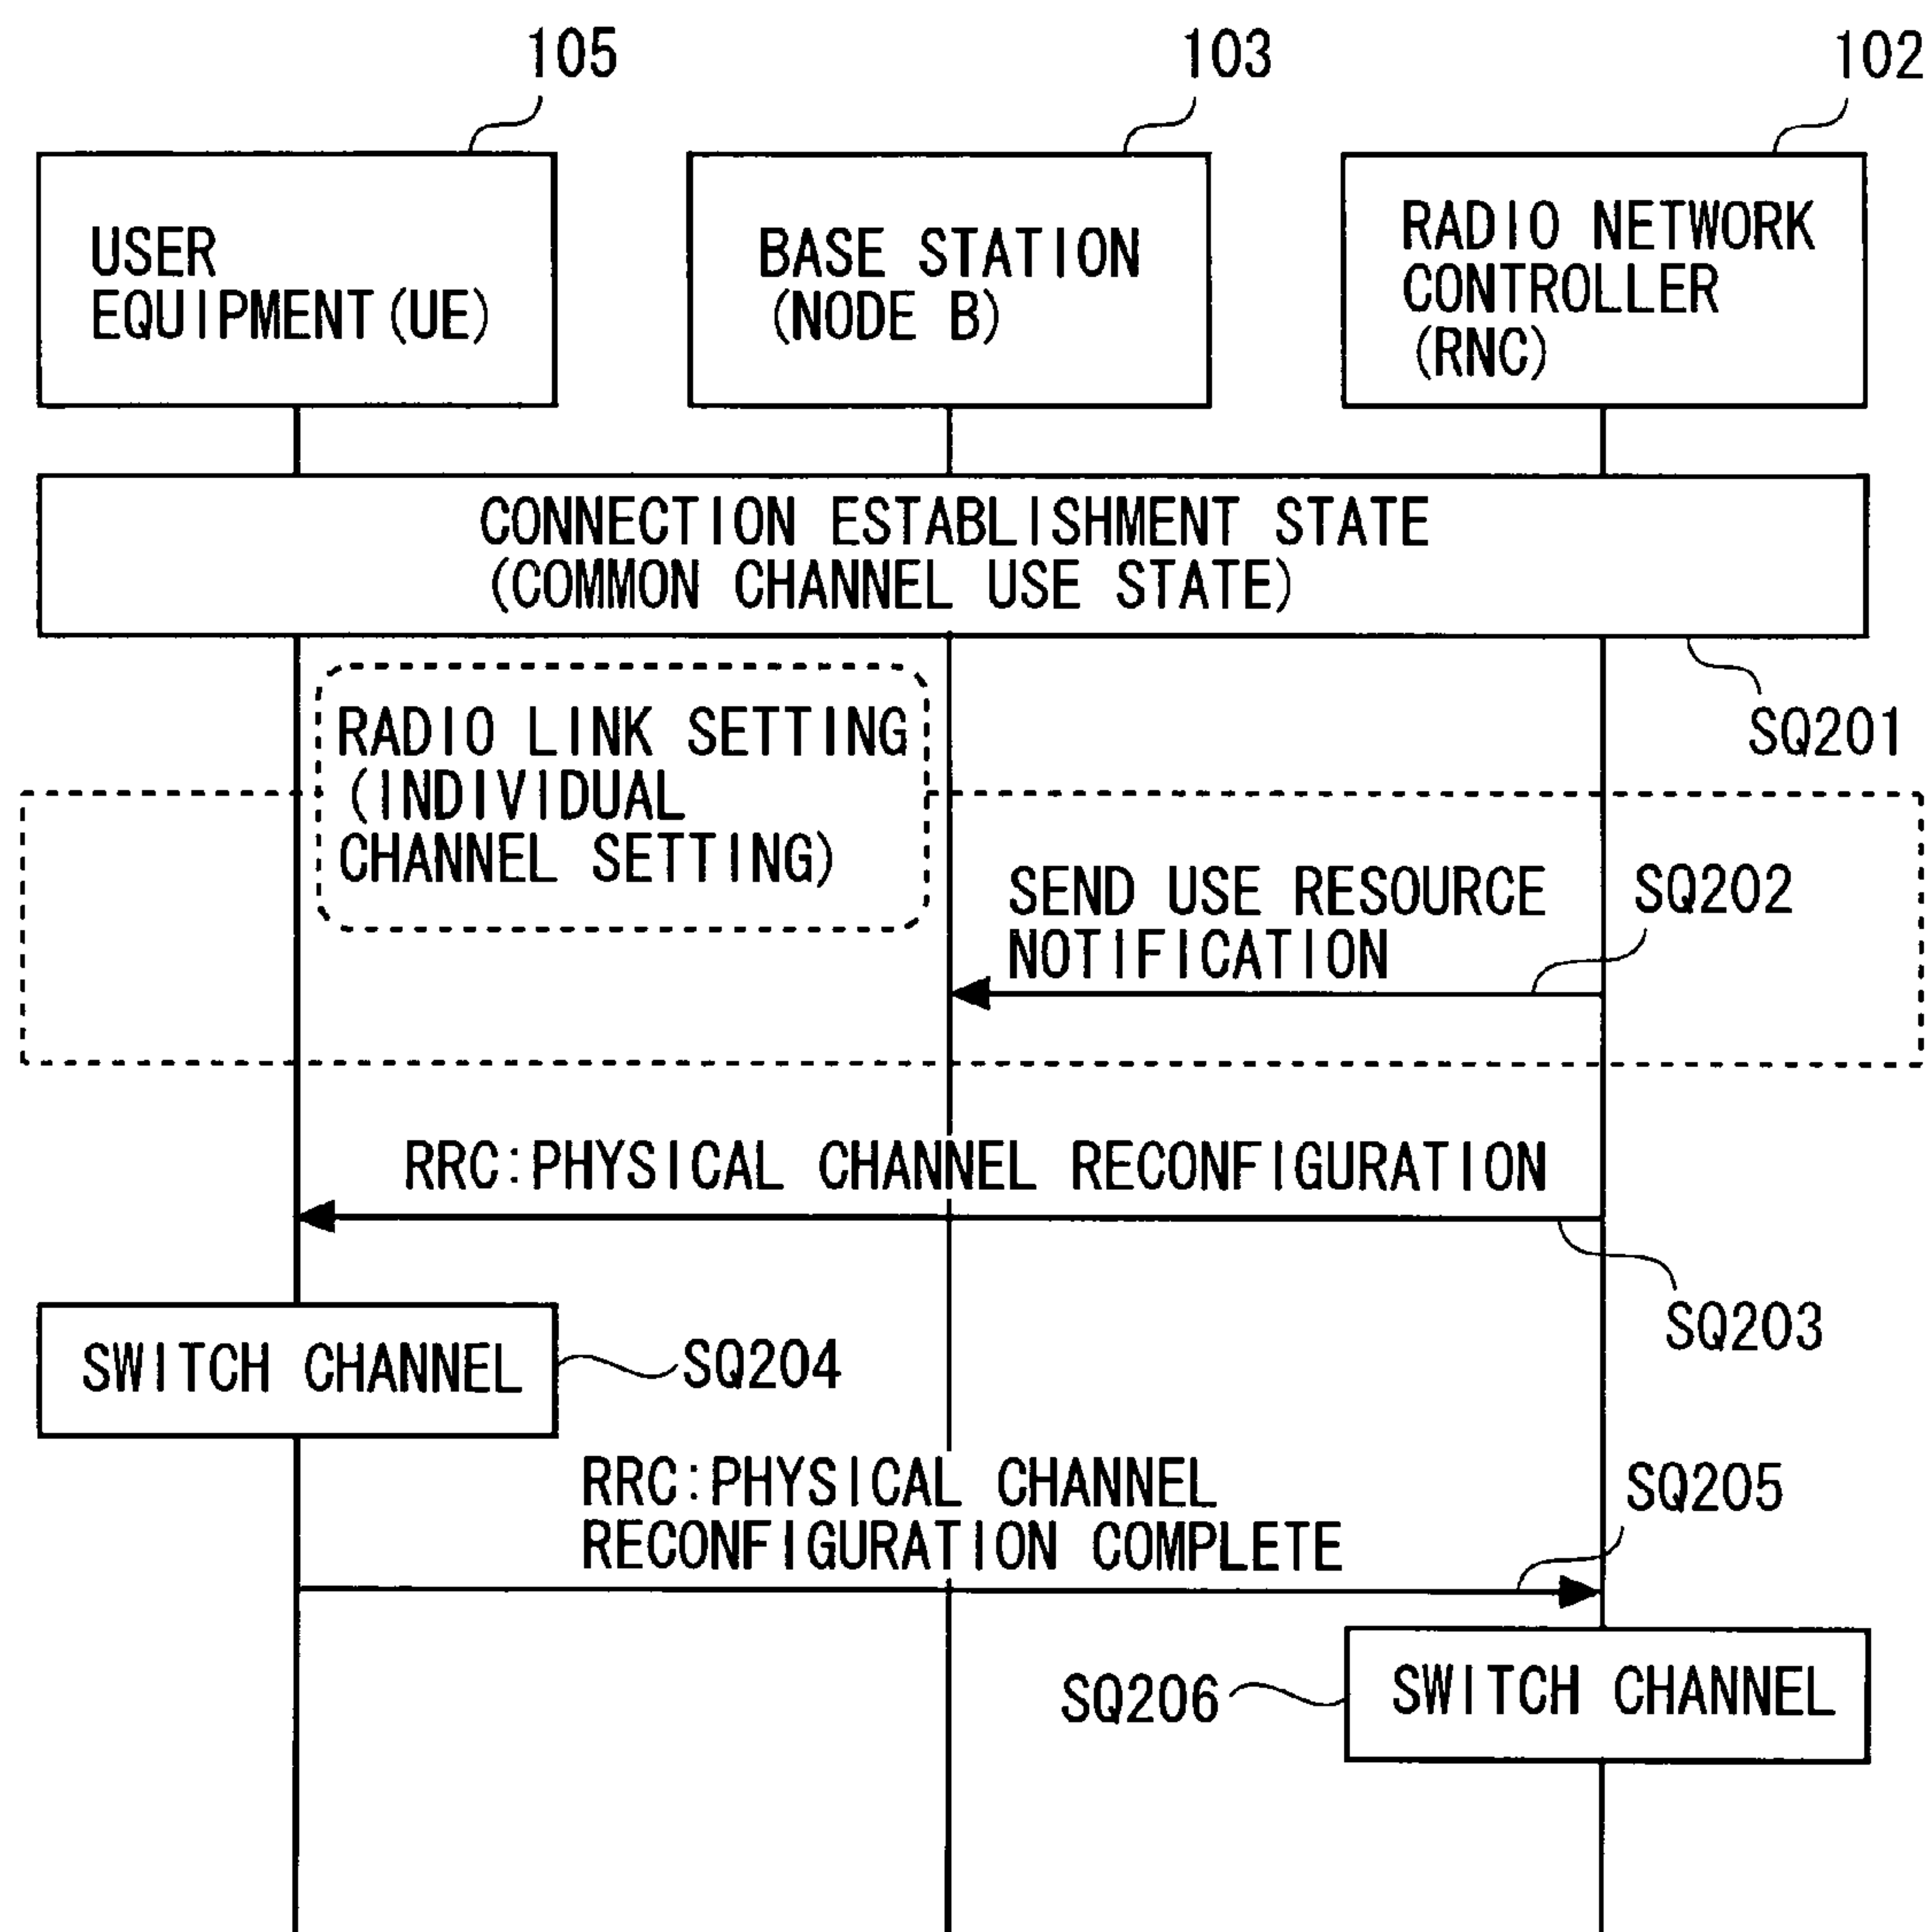 105
103
102
USER
EQUIPMENT(UE)
BASE STATION
(NODE B)
RADIO NETWORK
CONTROLLER
(RNC)
CONNECTION ESTABLISHMENT STATE
(COMMON CHANNEL USE STATE)
SQ201
RADIO LINK SETTING
(INDIVIDUAL
CHANNEL SETTING)
SEND USE RESOURCE
NOTIFICATION
SQ202
RRC:PHYSICAL CHANNEL RECONFIGURATION
SQ203
SWITCH CHANNEL
SQ204
RRC:PHYSICAL CHANNEL
RECONFIGURATION COMPLETE
SQ205
SQ206
SWITCH CHANNEL